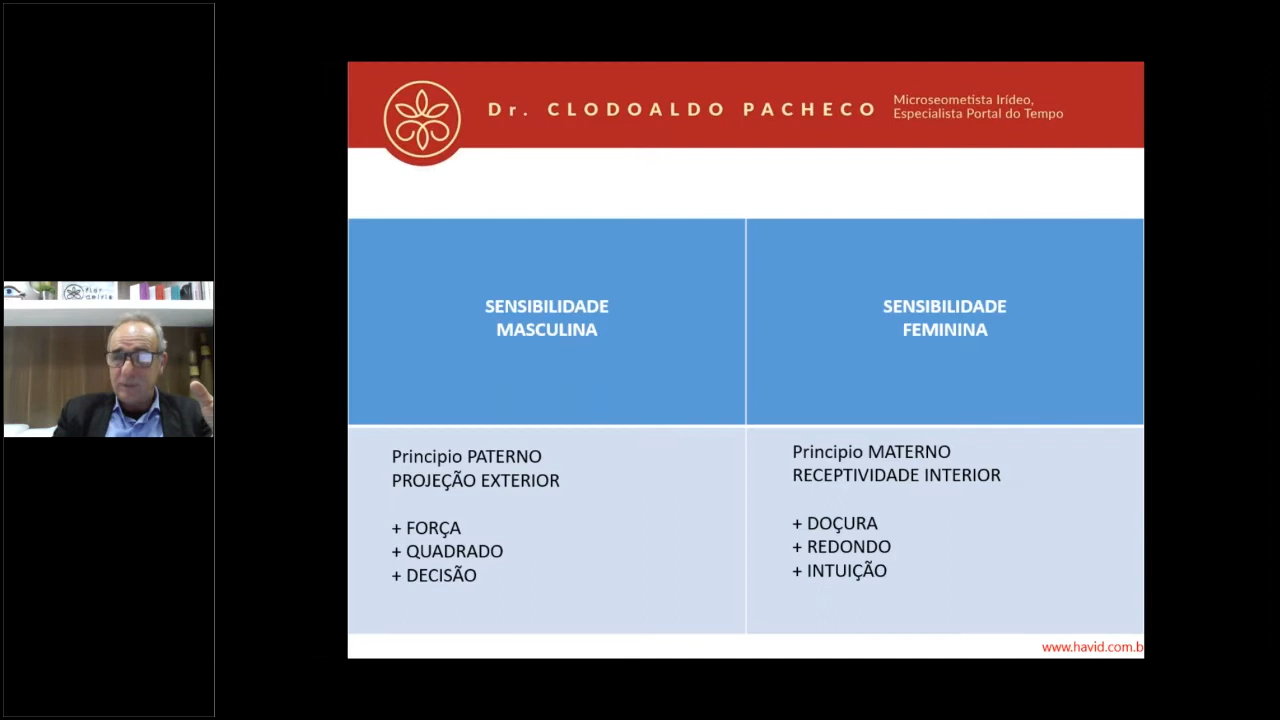 Dr. CLODOALDO PACHECO
Microseometista Irídeo,
Especialista Portal do Tempo
SENSIBILIDADE
MASCULINA
SENSIBILIDADE
FEMININA
Principio PATERNO
PROJEÇÃO EXTERIOR
+ FORÇA
+ QUADRADO
+ DECISÃO
Principio MATERNO
RECEPTIVIDADE INTERIOR
+ DOÇURA
+ REDONDO
+ INTUIÇÃO
www.havid.com.b